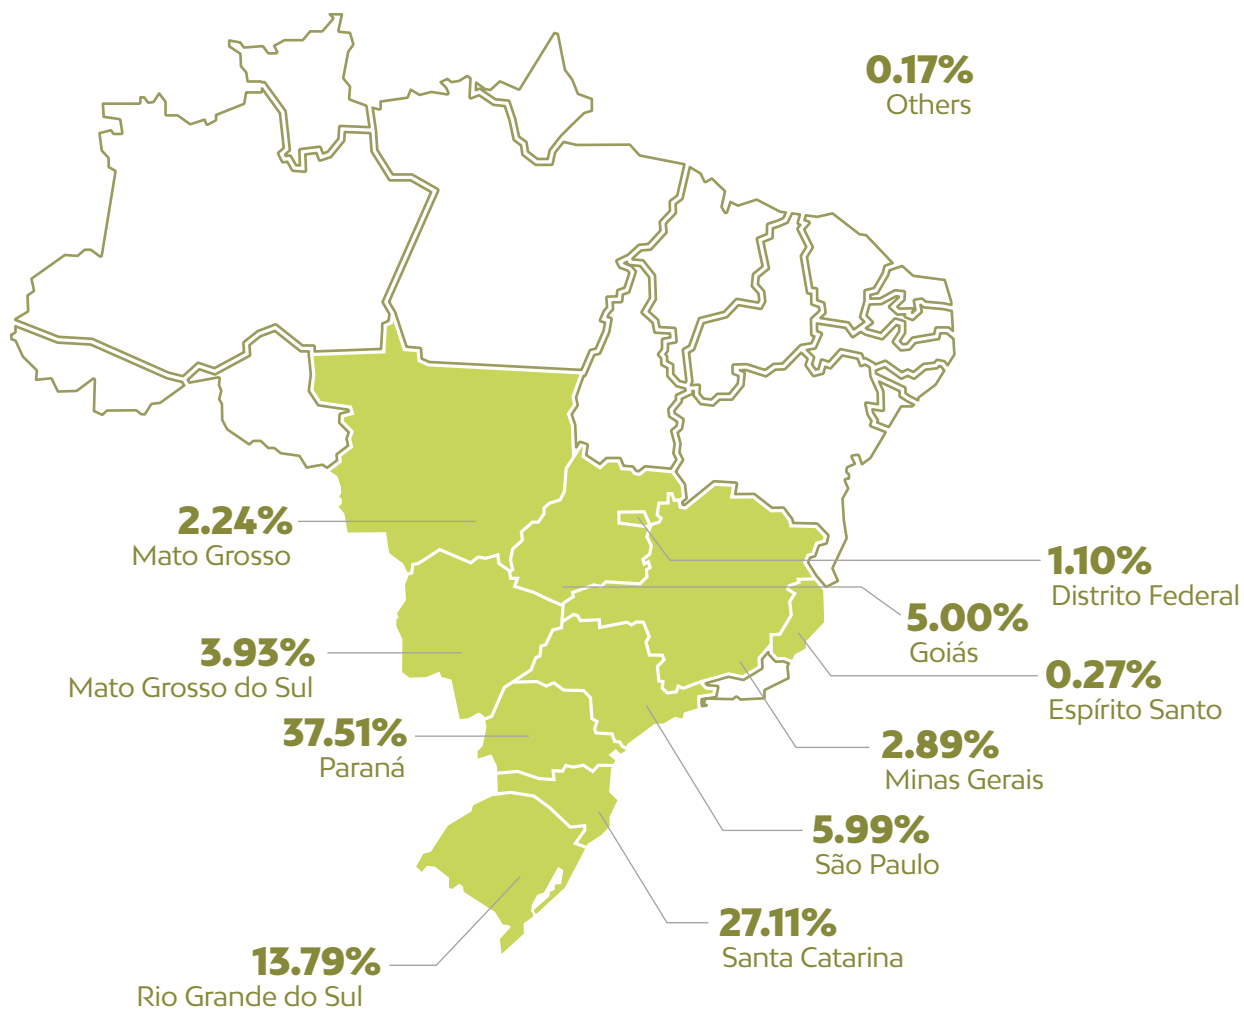 0.17%
Others
2.24%
Mato Grosso
1.10%
Distrito Federal
5.00%
Goiás
3.93%
Mato Grosso do Sul
0.27%
Espírito Santo
37.51%
Paraná
2.89%
Minas Gerais
5.99%
São Paulo
27.11%
Santa Catarina
13.79%
Rio Grande do Sul